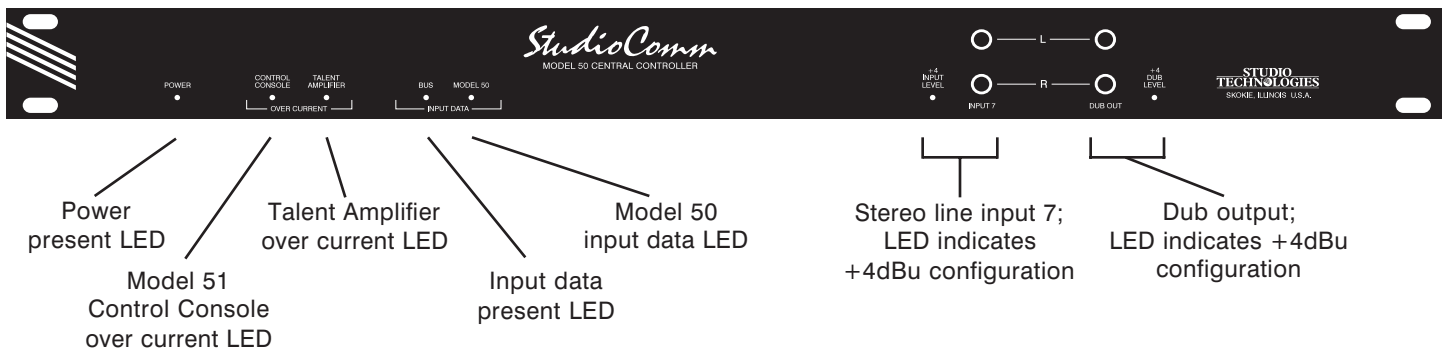 StudioComm
MODEL 50 CENTRAL CONTROLLER
POWER
CONTROL
CONSOLE
TALENT
AMPLIFIER
OVER CURRENT
BUS
MODEL 50
INPUT DATA
+4
INPUT
LEVEL
INPUT 7
L
R
DUB OUT
+4
DUB
LEVEL
STUDIO
TECHNOLOGIES
SKOKIE, ILLINOIS U.S.A.
Power
present LED
Model 51
Control Console
over current LED
Talent Amplifier
over current LED
Input data
present LED
Model 50
input data LED
Stereo line input 7;
LED indicates
+4dBu configuration
Dub output;
LED indicates +4dBu
configuration